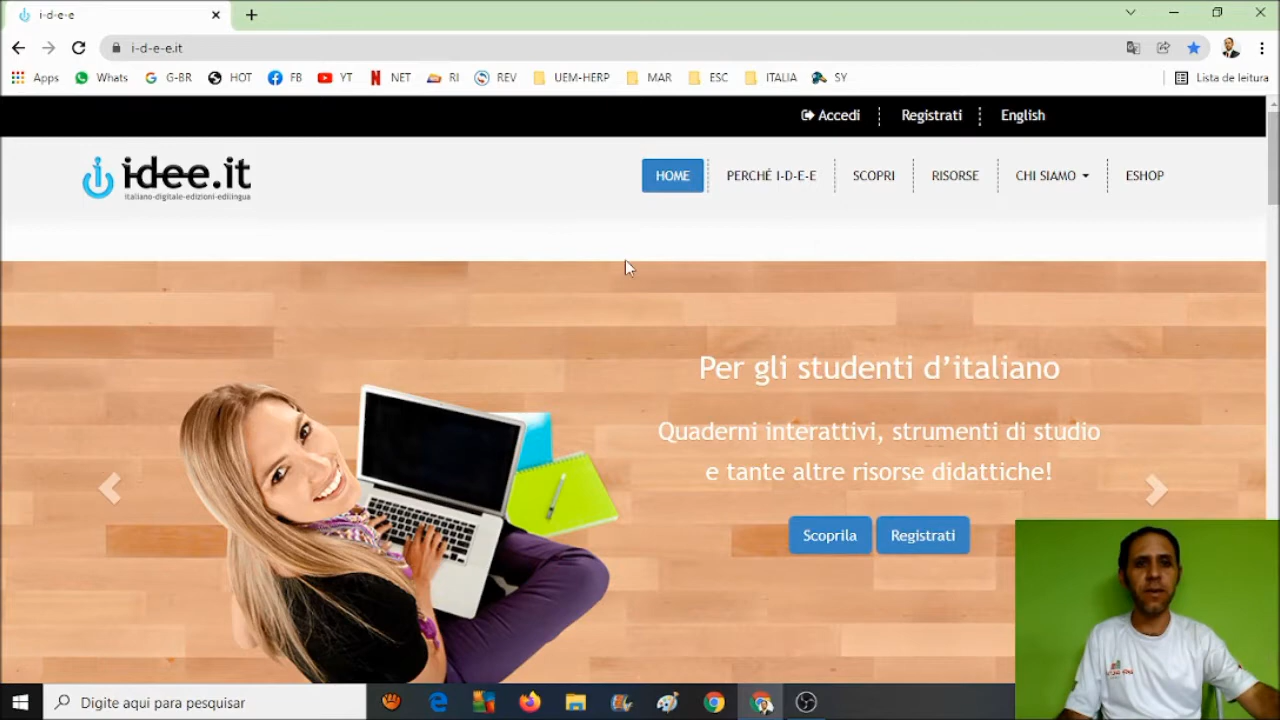 i-d-e-e
i-d-e-e.it
Apps Whats G-BR HOT FB YT NET RI REV UEM-HERP MAR ESC ITALIA SY Lista de leitura
Accedi Registrati English
i-dee.it
italiano-digitale-edizioni-edilingua
HOME PERCHÉ I-D-E-E SCOPRI RISORSE CHI SIAMO ESHOP
Per gli studenti d’italiano
Quaderni interattivi, strumenti di studio
e tante altre risorse didattiche!
Scoprila Registrati
Digite aqui para pesquisar